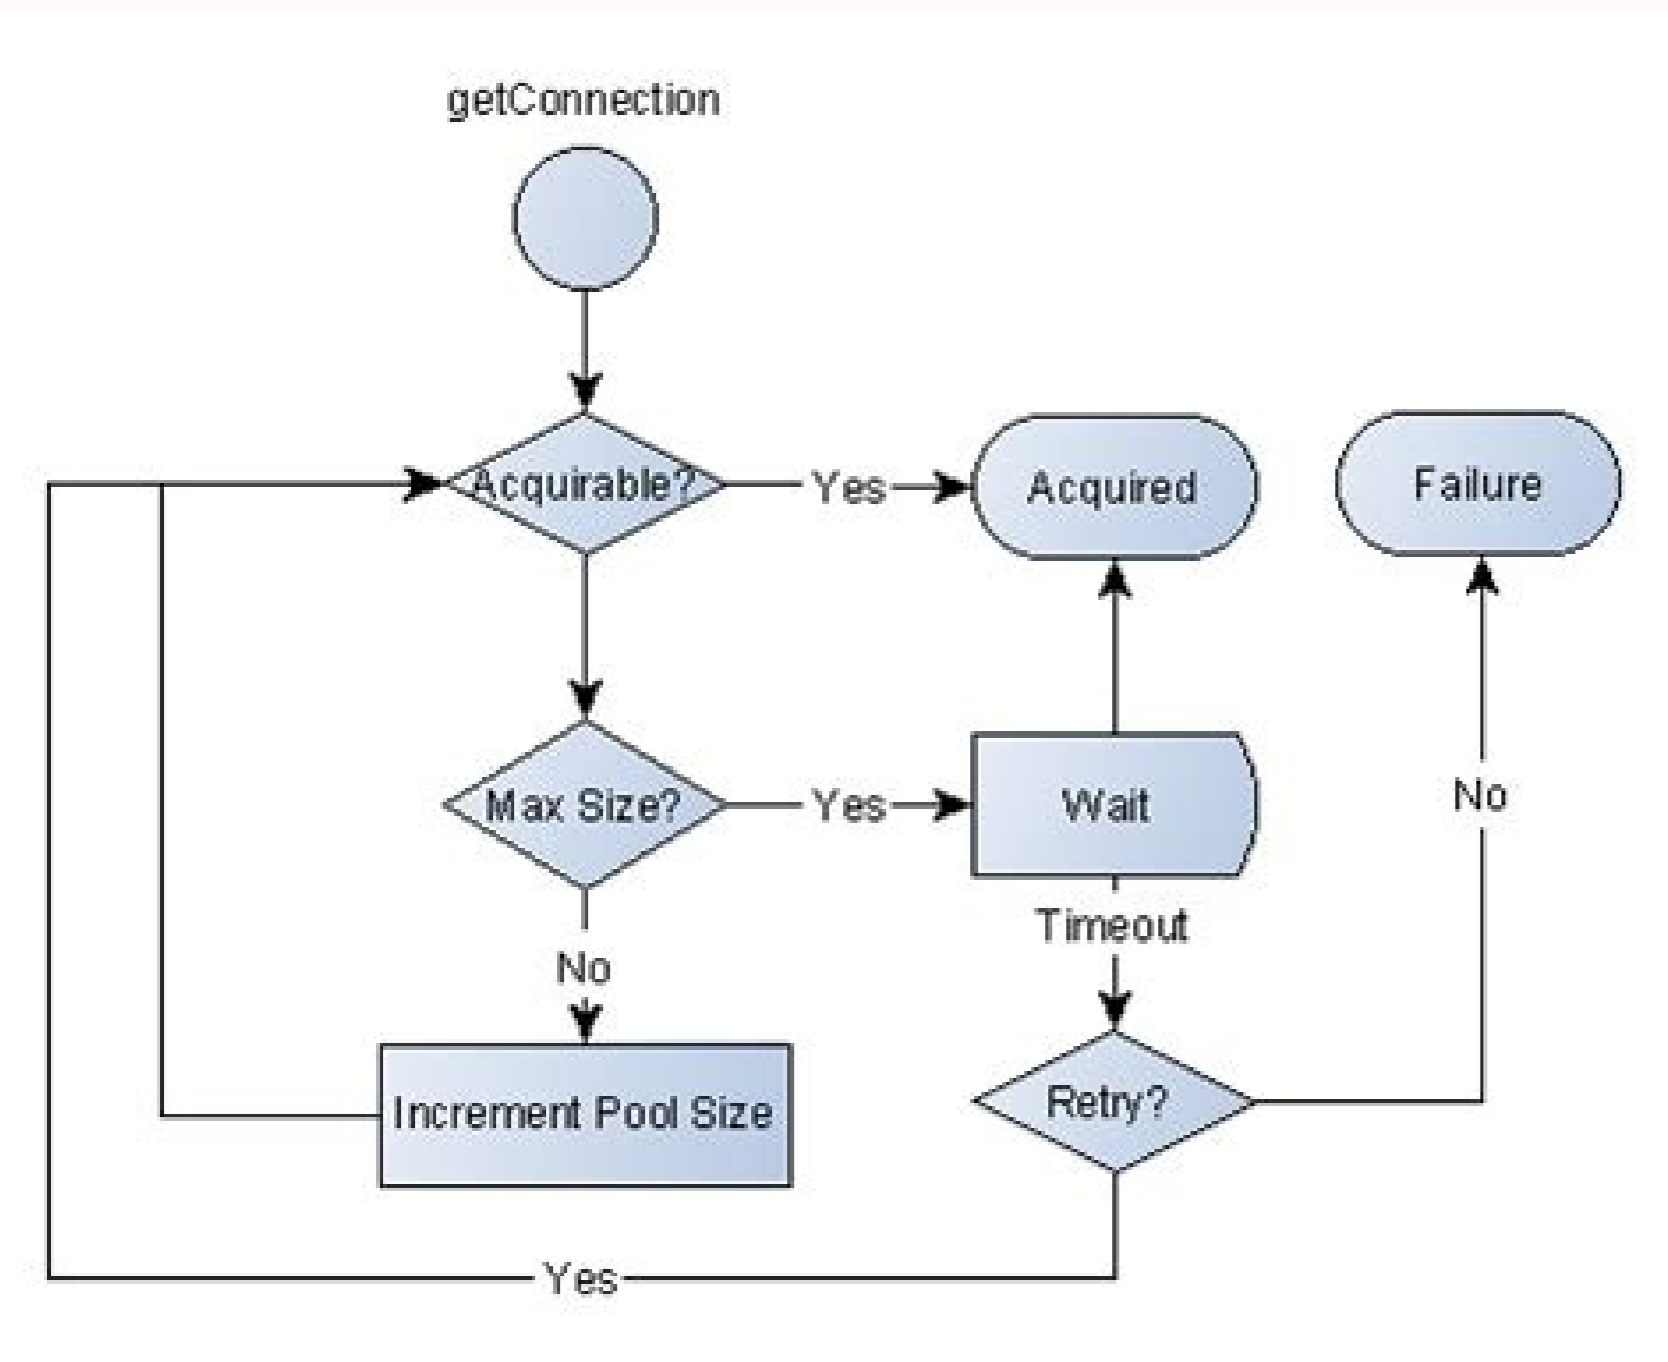 getConnection
Acquirable?
Yes
Acquired
Failure
Max Size?
Yes
Wait
No
Timeout
No
Increment Pool Size
Retry?
Yes